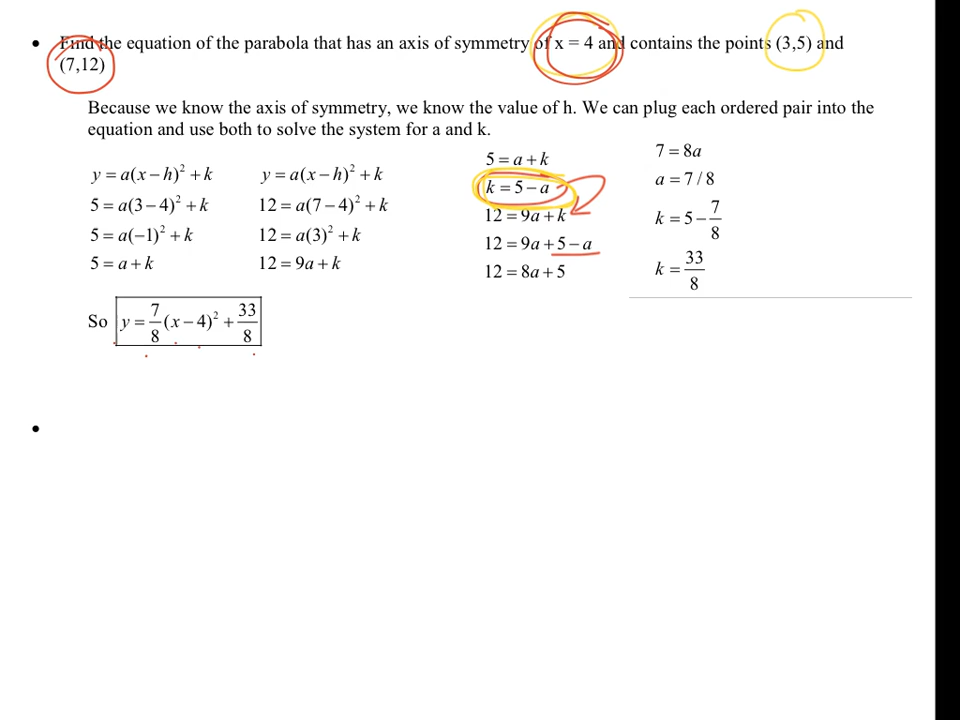 • Find the equation of the parabola that has an axis of symmetry of x = 4 and contains the points (3,5) and
(7,12)
Because we know the axis of symmetry, we know the value of h. We can plug each ordered pair into the
equation and use both to solve the system for a and k.
y = a(x − h)² + k
5 = a(3 − 4)² + k
5 = a(−1)² + k
5 = a + k
y = a(x − h)² + k
12 = a(7 − 4)² + k
12 = a(3)² + k
12 = 9a + k
5 = a + k
k = 5 − a
12 = 9a + k
12 = 9a + 5 − a
12 = 8a + 5
7 = 8a
a = 7 / 8
k = 5 − 7/8
k = 33/8
So y = 7/8 (x − 4)² + 33/8
•